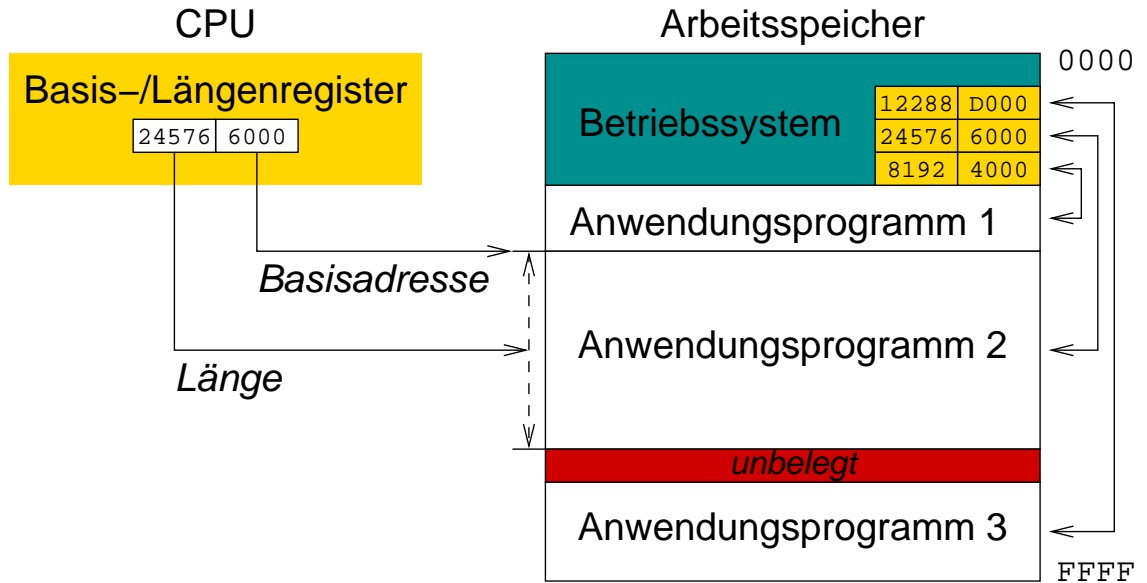 CPU
Arbeitsspeicher
0000
Basis−/Längenregister
24576 6000
Betriebssystem
12288 D000
24576 6000
8192 4000
Anwendungsprogramm 1
Basisadresse
Anwendungsprogramm 2
Länge
unbelegt
Anwendungsprogramm 3
FFFF